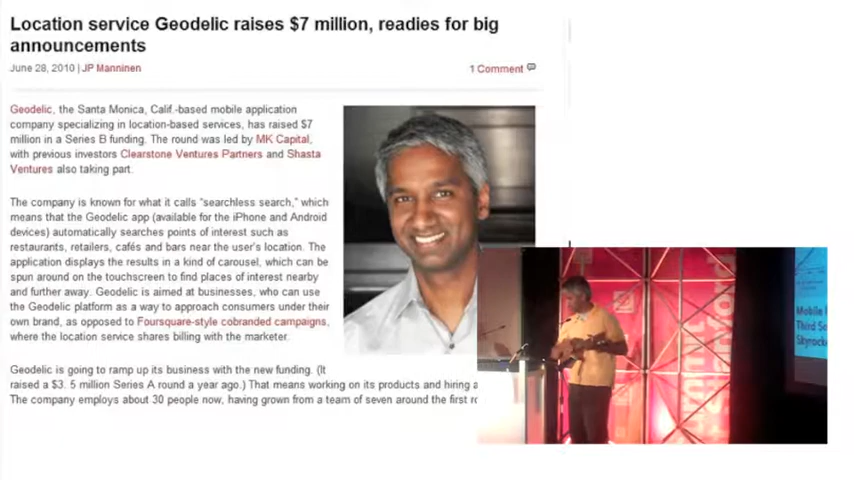 Location service Geodelic raises $7 million, readies for big
announcements
June 28, 2010 | JP Manninen
1 Comment
Geodelic, the Santa Monica, Calif.-based mobile application
company specializing in location-based services, has raised $7
million in a Series B funding. The round was led by MK Capital,
with previous investors Clearstone Ventures Partners and Shasta
Ventures also taking part.
The company is known for what it calls “searchless search,” which
means that the Geodelic app (available for the iPhone and Android
devices) automatically searches points of interest such as
restaurants, retailers, cafés and bars near the user's location. The
application displays the results in a kind of carousel, which can be
spun around on the touchscreen to find places of interest nearby
and further away. Geodelic is aimed at businesses, who can use
the Geodelic platform as a way to approach consumers under their
own brand, as opposed to Foursquare-style cobranded campaigns,
where the location service shares billing with the marketer.
Geodelic is going to ramp up its business with the new funding. (It
raised a $3. 5 million Series A round a year ago.) That means working on its products and hiring a
The company employs about 30 people now, having grown from a team of seven around the first ro
Mobile
Third Se
Skyrocke